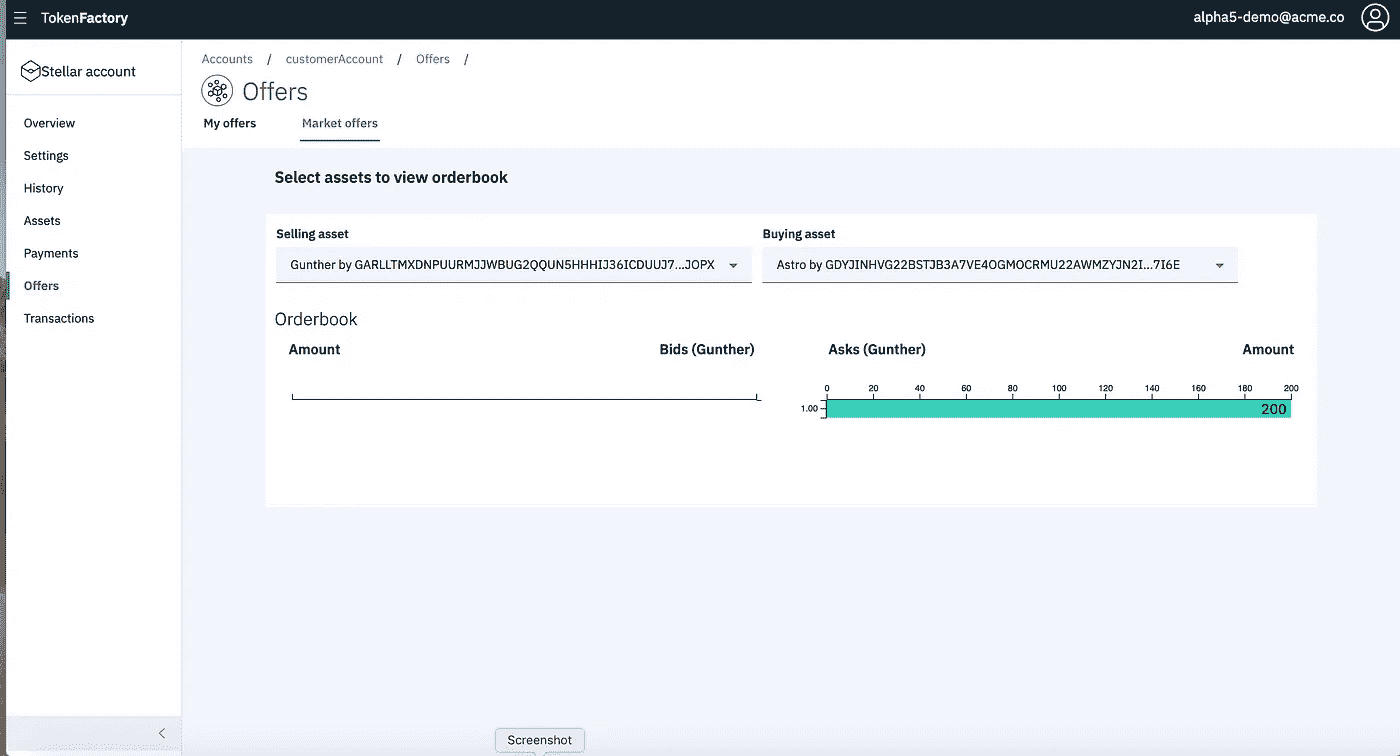 TokenFactory
alpha5-demo@acme.co
Stellar account
Overview
Settings
History
Assets
Payments
Offers
Transactions
Accounts / customerAccount / Offers /
Offers
My offers Market offers
Select assets to view orderbook
Selling asset Buying asset
Gunther by GARLLTMXDNPUURMJJWBUG2QQUN5HHHIJ36ICDUUJ7...JOPX Astro by GDYJINHVG22BSTJB3A7VE4OGMOCRMU22AWMZYJN2I...7I6E
Orderbook
Amount Bids (Gunther) Asks (Gunther) Amount
0 20 40 60 80 100 120 140 160 180 200
1.00 200
Screenshot